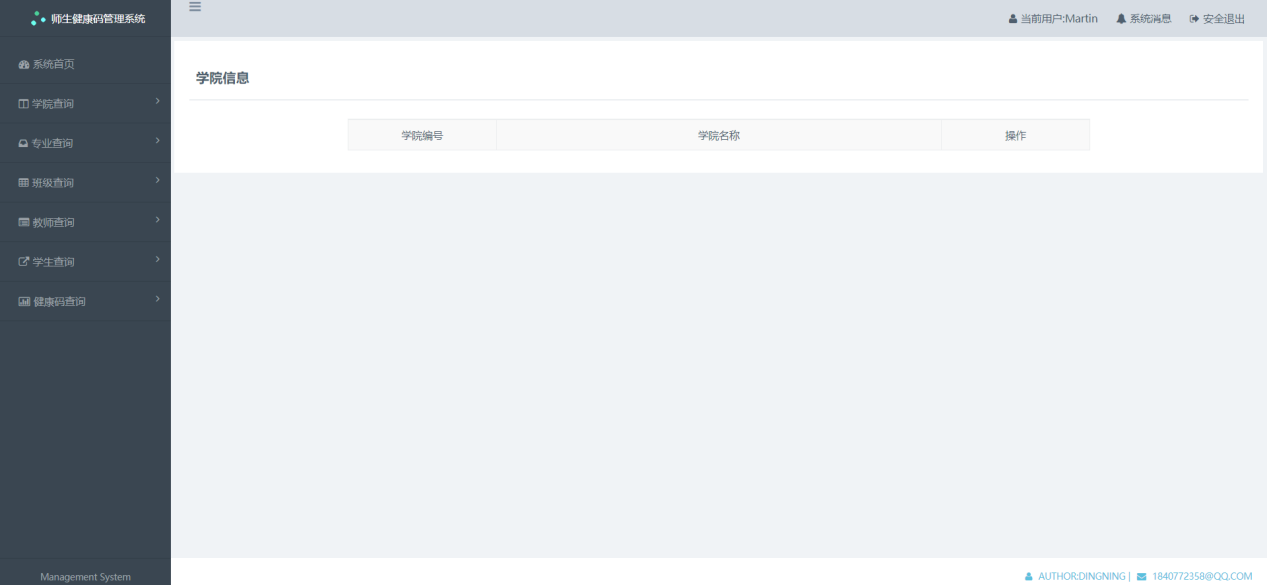 师生健康码管理系统
当前用户:Martin 系统消息 安全退出
系统首页
学院查询
专业查询
班级查询
教师查询
学生查询
健康码查询
学院信息
学院编号 学院名称 操作
Management System
AUTHOR:DINGNING | 1840772358@QQ.COM